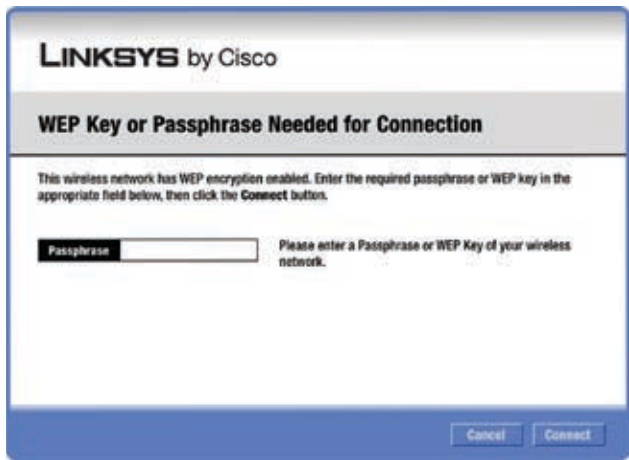 LINKSYS by Cisco
WEP Key or Passphrase Needed for Connection
This wireless network has WEP encryption enabled. Enter the required passphrase or WEP key in the
appropriate field below, then click the Connect button.
Passphrase
Please enter a Passphrase or WEP Key of your wireless
network.
Cancel
Connect